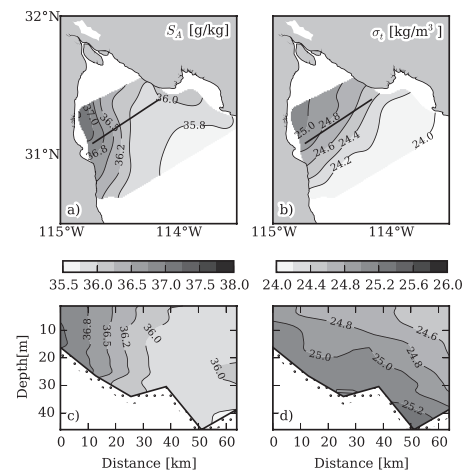 32°N
S_A [g/kg]
σ_t [kg/m³]
36.0
37.0
36.5
35.8
36.8
36.2
31°N
25.0
24.8
24.6
24.4
24.2
24.0
a)
b)
115°W 114°W 115°W 114°W
35.5 36.0 36.5 37.0 37.5 38.0
24.0 24.4 24.8 25.2 25.6 26.0
Depth[m]
10
20
30
40
36.8
36.5
36.2
36.0
36.0
24.8
24.6
24.8
25.0
25.0
25.2
c)
d)
0 10 20 30 40 50 60
0 10 20 30 40 50 60
Distance [km] Distance [km]